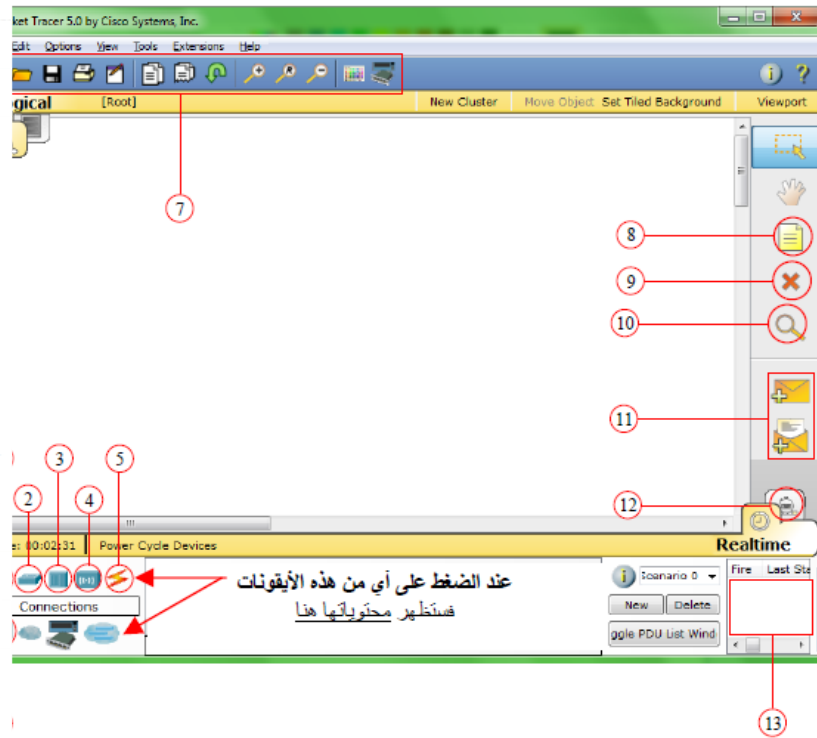 ket Tracer 5.0 by Cisco Systems, Inc.
Edit Options View Tools Extensions Help
gical [Root] New Cluster Move Object Set Tiled Background Viewport
7
8
9
10
11
3 5
2 4 12
e: 00:02:31 Power Cycle Devices Realtime
عند الضغط على أي من هذه الأيقونات
فستظهر محتوياتها هنا
Connections
Scenario 0
New Delete
ggle PDU List Wind
Fire Last Sta
13